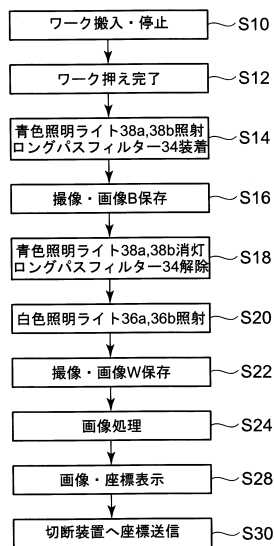 ワーク搬入・停止 S10
ワーク押え完了 S12
青色照明ライト38a,38b照射
ロングパスフィルター34装着 S14
撮像・画像B保存 S16
青色照明ライト38a,38b消灯
ロングパスフィルター34解除 S18
白色照明ライト36a,36b照射 S20
撮像・画像W保存 S22
画像処理 S24
画像・座標表示 S28
切断装置へ座標送信 S30